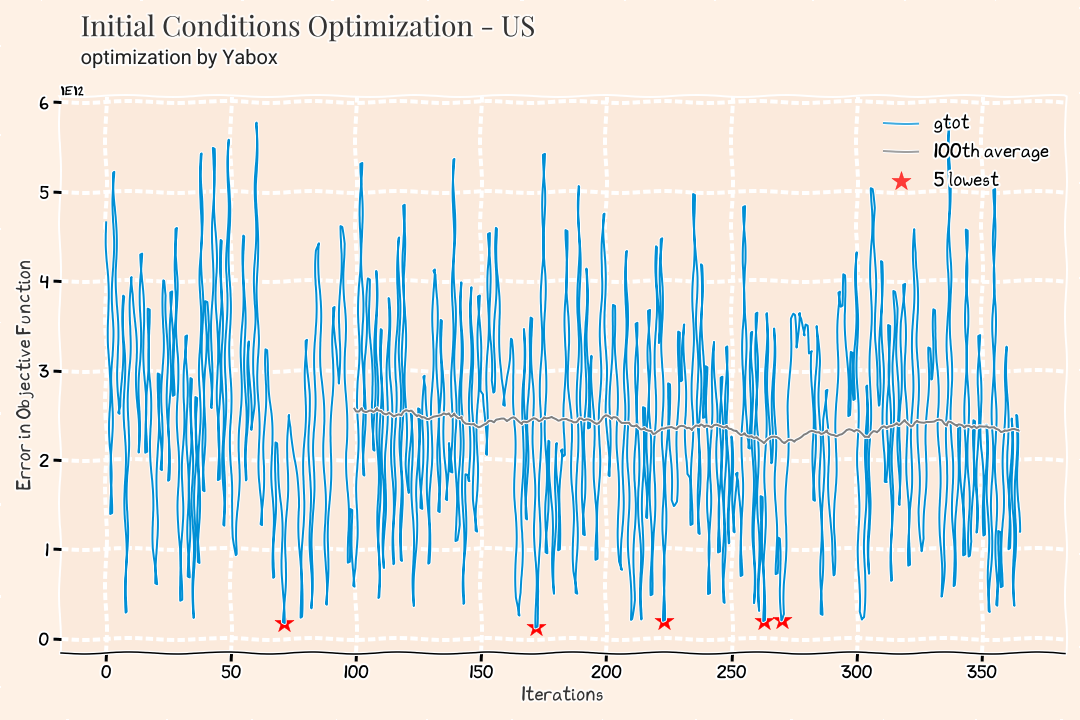 Initial Conditions Optimization - US
optimization by Yabox
1E12
6
5
4
3
2
1
0
Error in Objective Function
gtot
100th average
5 lowest
0 50 100 150 200 250 300 350
Iterations